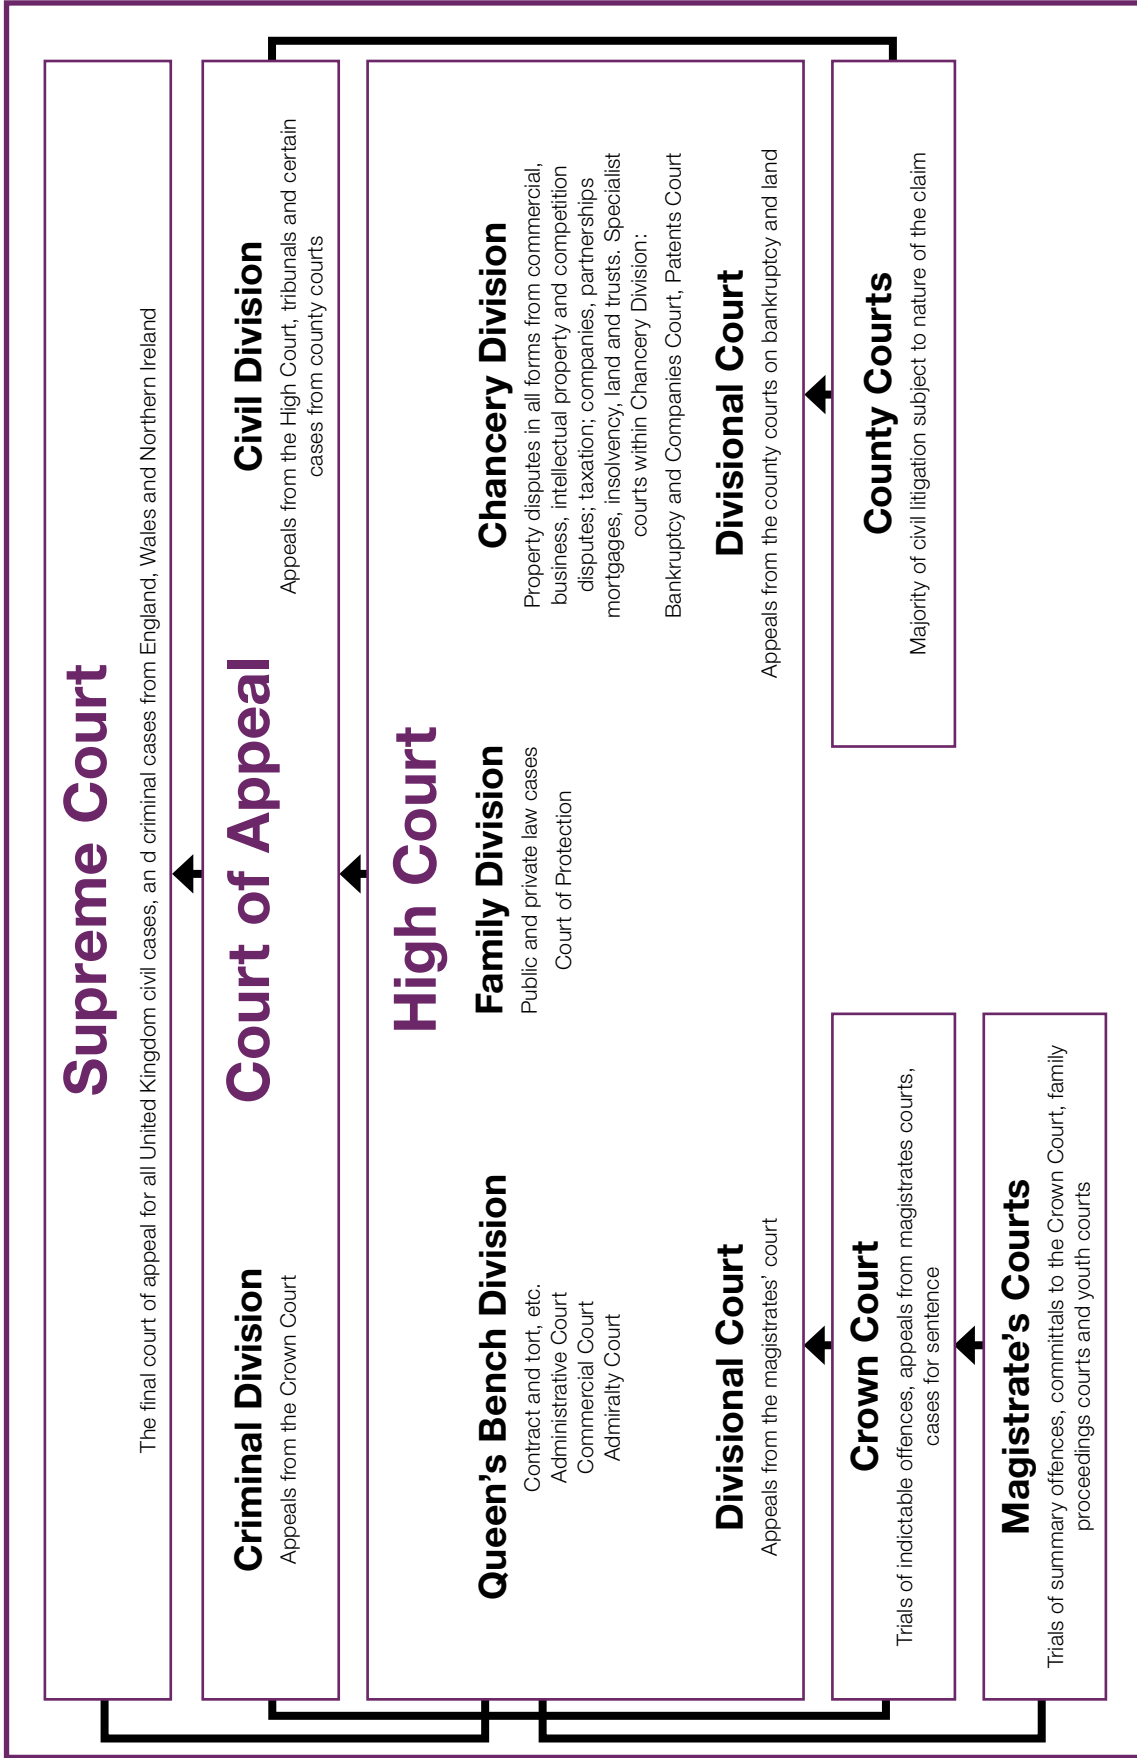 Supreme Court
The final court of appeal for all United Kingdom civil cases, an d criminal cases from England, Wales and Northern Ireland
Court of Appeal
Criminal Division
Appeals from the Crown Court
Civil Division
Appeals from the High Court, tribunals and certain
cases from county courts
High Court
Queen's Bench Division
Contract and tort, etc.
Administrative Court
Commercial Court
Admiralty Court
Divisional Court
Appeals from the magistrates' court
Family Division
Public and private law cases
Court of Protection
Chancery Division
Property disputes in all forms from commercial,
business, intellectual property and competition
disputes; taxation; companies, partnerships
mortgages, insolvency, land and trusts. Specialist
courts within Chancery Division:
Bankruptcy and Companies Court, Patents Court
Divisional Court
Appeals from the county courts on bankruptcy and land
Crown Court
Trials of indictable offences, appeals from magistrates courts,
cases for sentence
County Courts
Majority of civil litigation subject to nature of the claim
Magistrate's Courts
Trials of summary offences, committals to the Crown Court, family
proceedings courts and youth courts